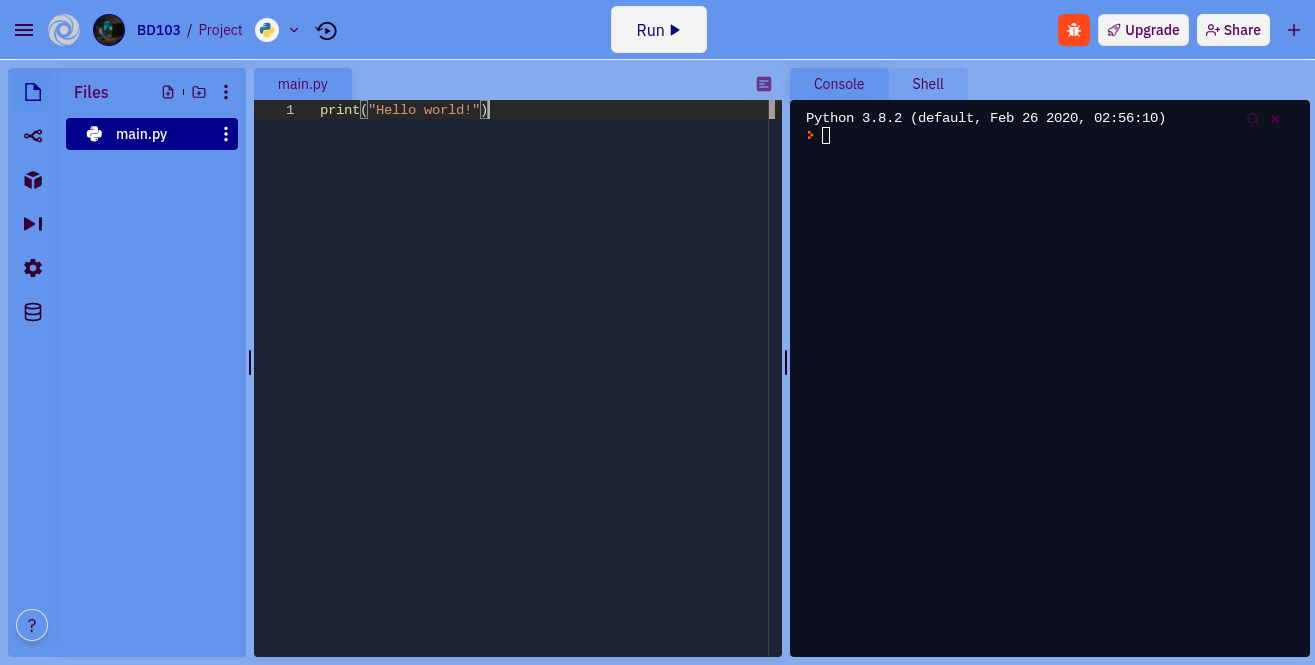 BD103 / Project
Run
Upgrade
Share
Files
main.py
?
main.py
1 print("Hello world!")
Console
Shell
Python 3.8.2 (default, Feb 26 2020, 02:56:10)